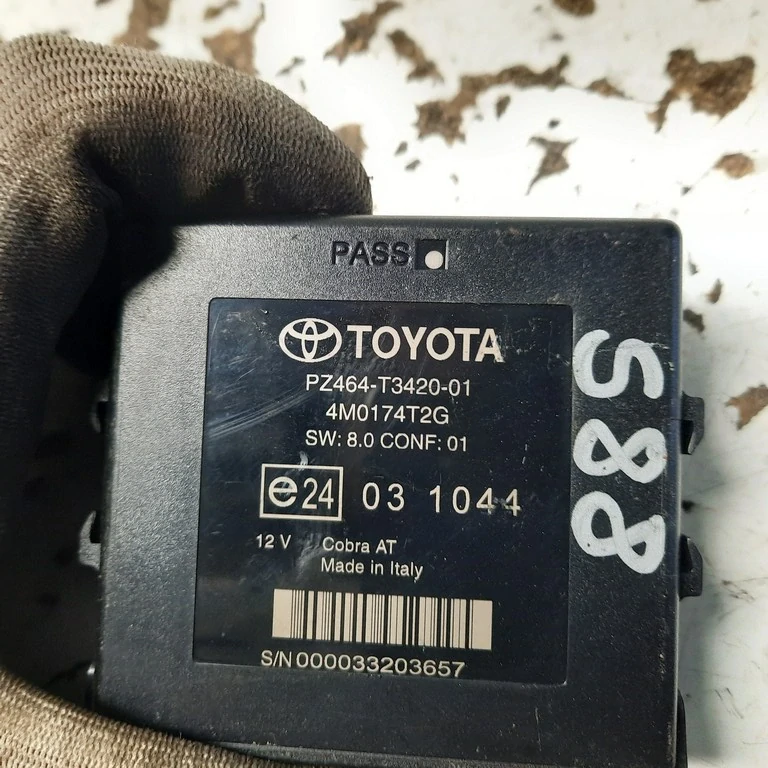 PASS
TOYOTA
PZ464-T3420-01
4M0174T2G
SW: 8.0 CONF: 01
e24 03 1044
12 V Cobra AT
Made in Italy
S/N 000033203657
588